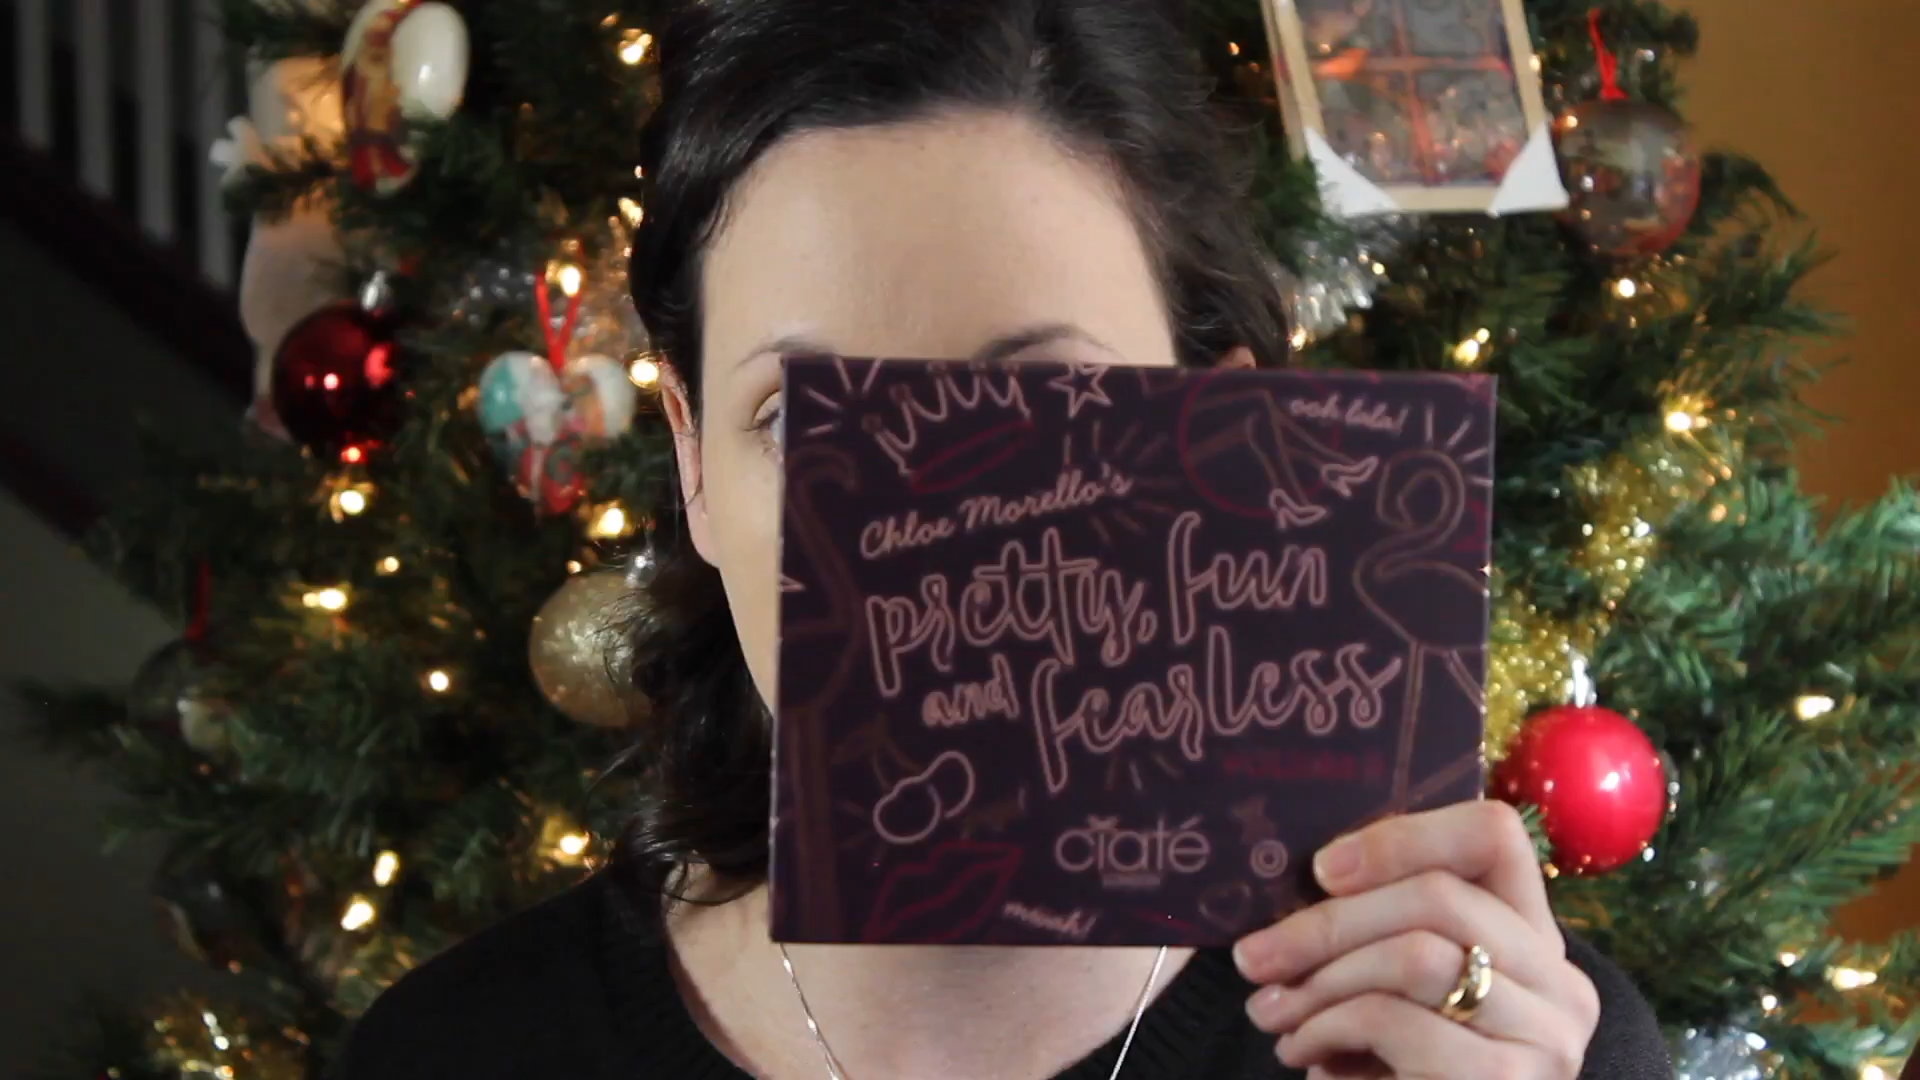 ooh lala!
Chloe Morello's
pretty, fun
and fearless
ciaté
mwah!